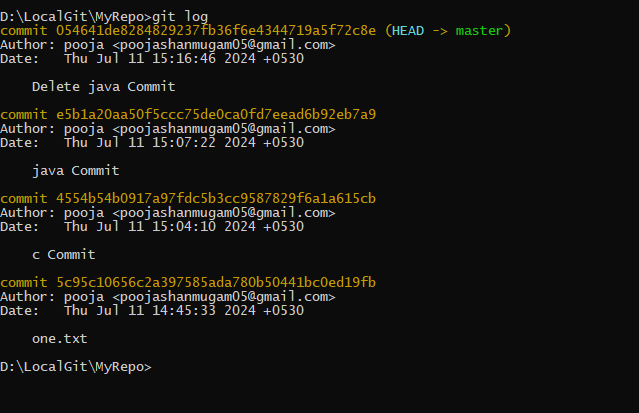 D:\LocalGit\MyRepo>git log
commit 054641de8284829237fb36f6e4344719a5f72c8e (HEAD -> master)
Author: pooja <poojashanmugam05@gmail.com>
Date:   Thu Jul 11 15:16:46 2024 +0530
    Delete java Commit
commit e5b1a20aa50f5ccc75de0ca0fd7eead6b92eb7a9
Author: pooja <poojashanmugam05@gmail.com>
Date:   Thu Jul 11 15:07:22 2024 +0530
    java Commit
commit 4554b54b0917a97fdc5b3cc9587829f6a1a615cb
Author: pooja <poojashanmugam05@gmail.com>
Date:   Thu Jul 11 15:04:10 2024 +0530
    c Commit
commit 5c95c10656c2a397585ada780b50441bc0ed19fb
Author: pooja <poojashanmugam05@gmail.com>
Date:   Thu Jul 11 14:45:33 2024 +0530
    one.txt
D:\LocalGit\MyRepo>